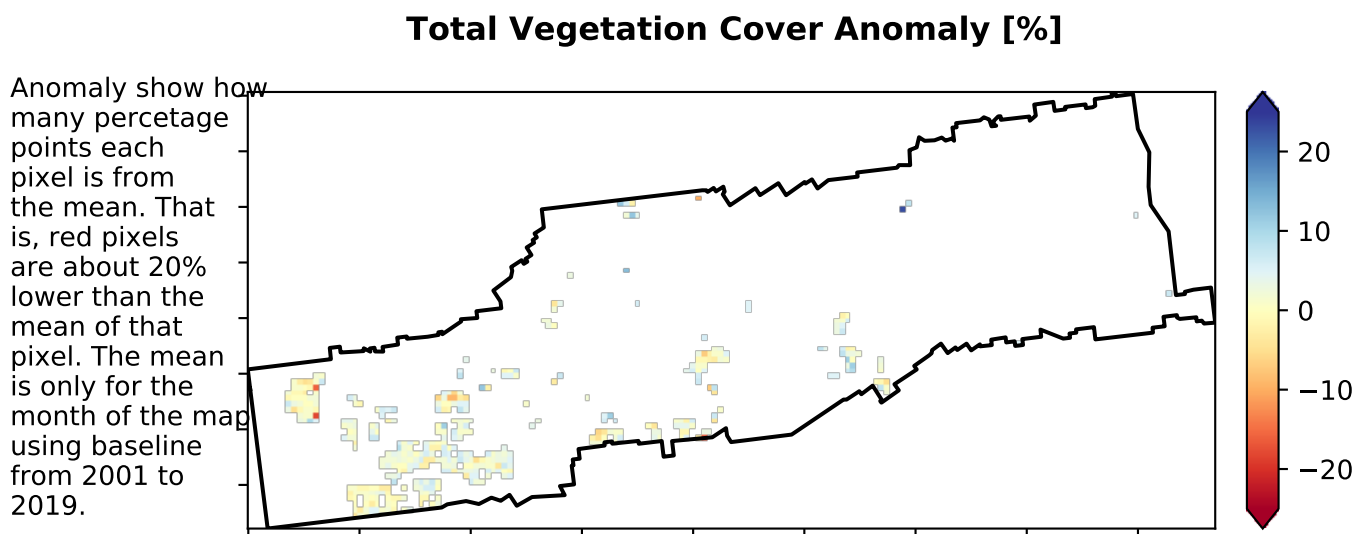 Total Vegetation Cover Anomaly [%]
Anomaly show how
many percetage
points each
pixel is from
the mean. That
is, red pixels
are about 20%
lower than the
mean of that
pixel. The mean
is only for the
month of the map
using baseline
from 2001 to
2019.
20
10
0
−10
−20